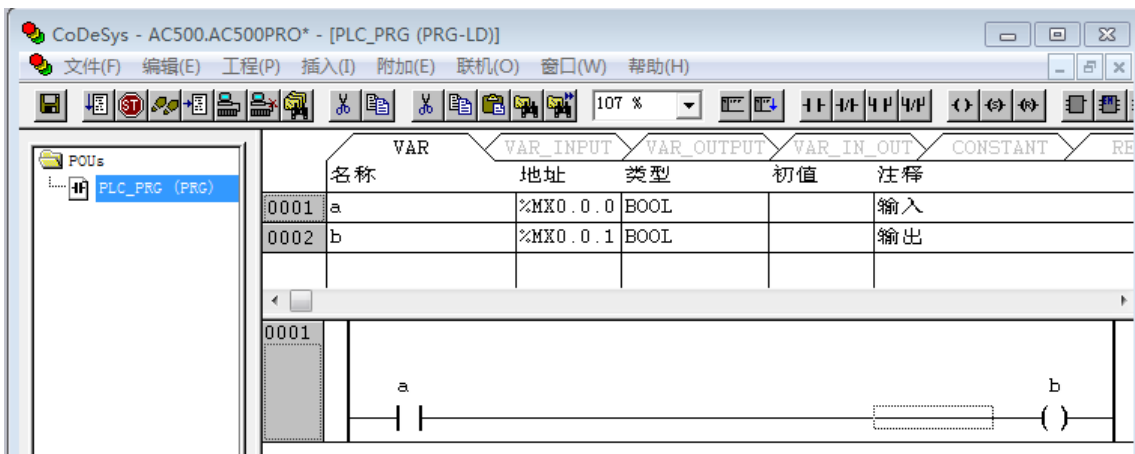 CoDeSys - AC500.AC500PRO* - [PLC_PRG (PRG-LD)]
文件(F) 编辑(E) 工程(P) 插入(I) 附加(E) 联机(O) 窗口(W) 帮助(H)
107 %
POUs
PLC_PRG (PRG)
VAR VAR_INPUT VAR_OUTPUT VAR_IN_OUT CONSTANT RE
名称 地址 类型 初值 注释
0001 a %MX0.0.0 BOOL 输入
0002 b %MX0.0.1 BOOL 输出
0001
a b